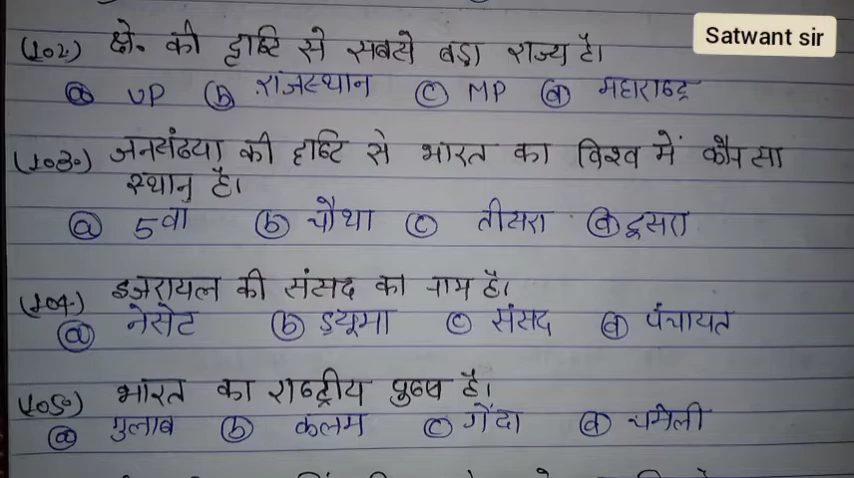 Satwant sir
(102) क्षे. की दृष्टि से सबसे बड़ा राज्य है।
ⓐ UP ⓑ राजस्थान ⓒ MP ⓓ महाराष्ट्र
(103.) जनसंख्या की दृष्टि से भारत का विश्व में कौनसा
स्थान है।
ⓐ 5वा ⓑ चौथा ⓒ तीसरा ⓓ दूसरा
(104.) इजरायल की संसद का नाम है।
ⓐ नेसेट ⓑ ड्यूमा ⓒ संसद ⓓ पंचायत
(105.) भारत का राष्ट्रीय पुष्प है।
ⓐ गुलाब ⓑ कलम ⓒ गेंदा ⓓ चमेली